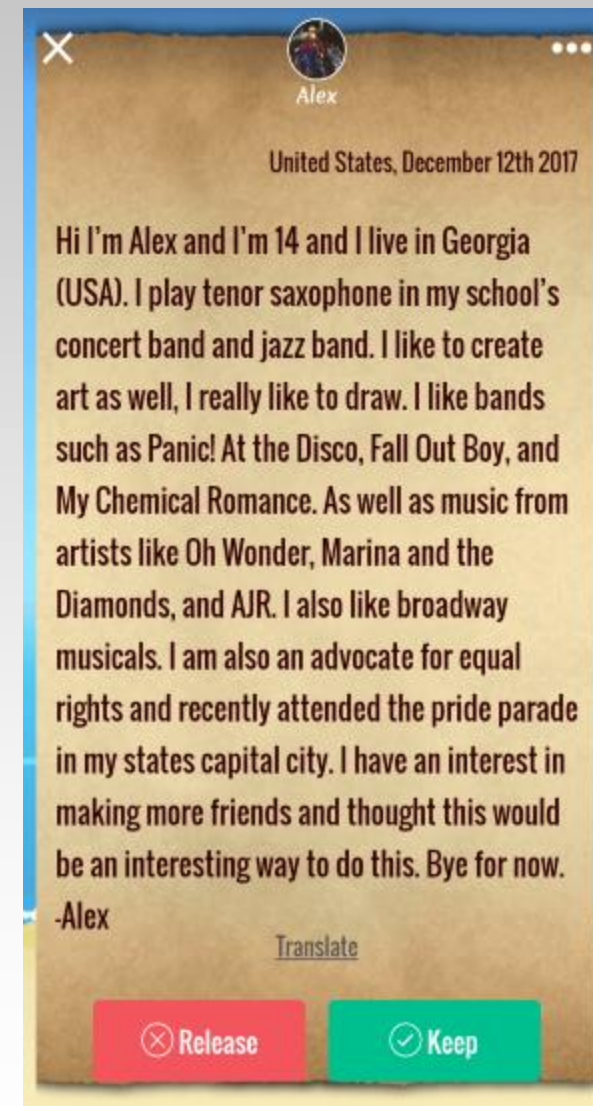 Alex
United States, December 12th 2017
Hi I'm Alex and I'm 14 and I live in Georgia
(USA). I play tenor saxophone in my school's
concert band and jazz band. I like to create
art as well, I really like to draw. I like bands
such as Panic! At the Disco, Fall Out Boy, and
My Chemical Romance. As well as music from
artists like Oh Wonder, Marina and the
Diamonds, and AJR. I also like broadway
musicals. I am also an advocate for equal
rights and recently attended the pride parade
in my states capital city. I have an interest in
making more friends and thought this would
be an interesting way to do this. Bye for now.
-Alex
Translate
Release
Keep